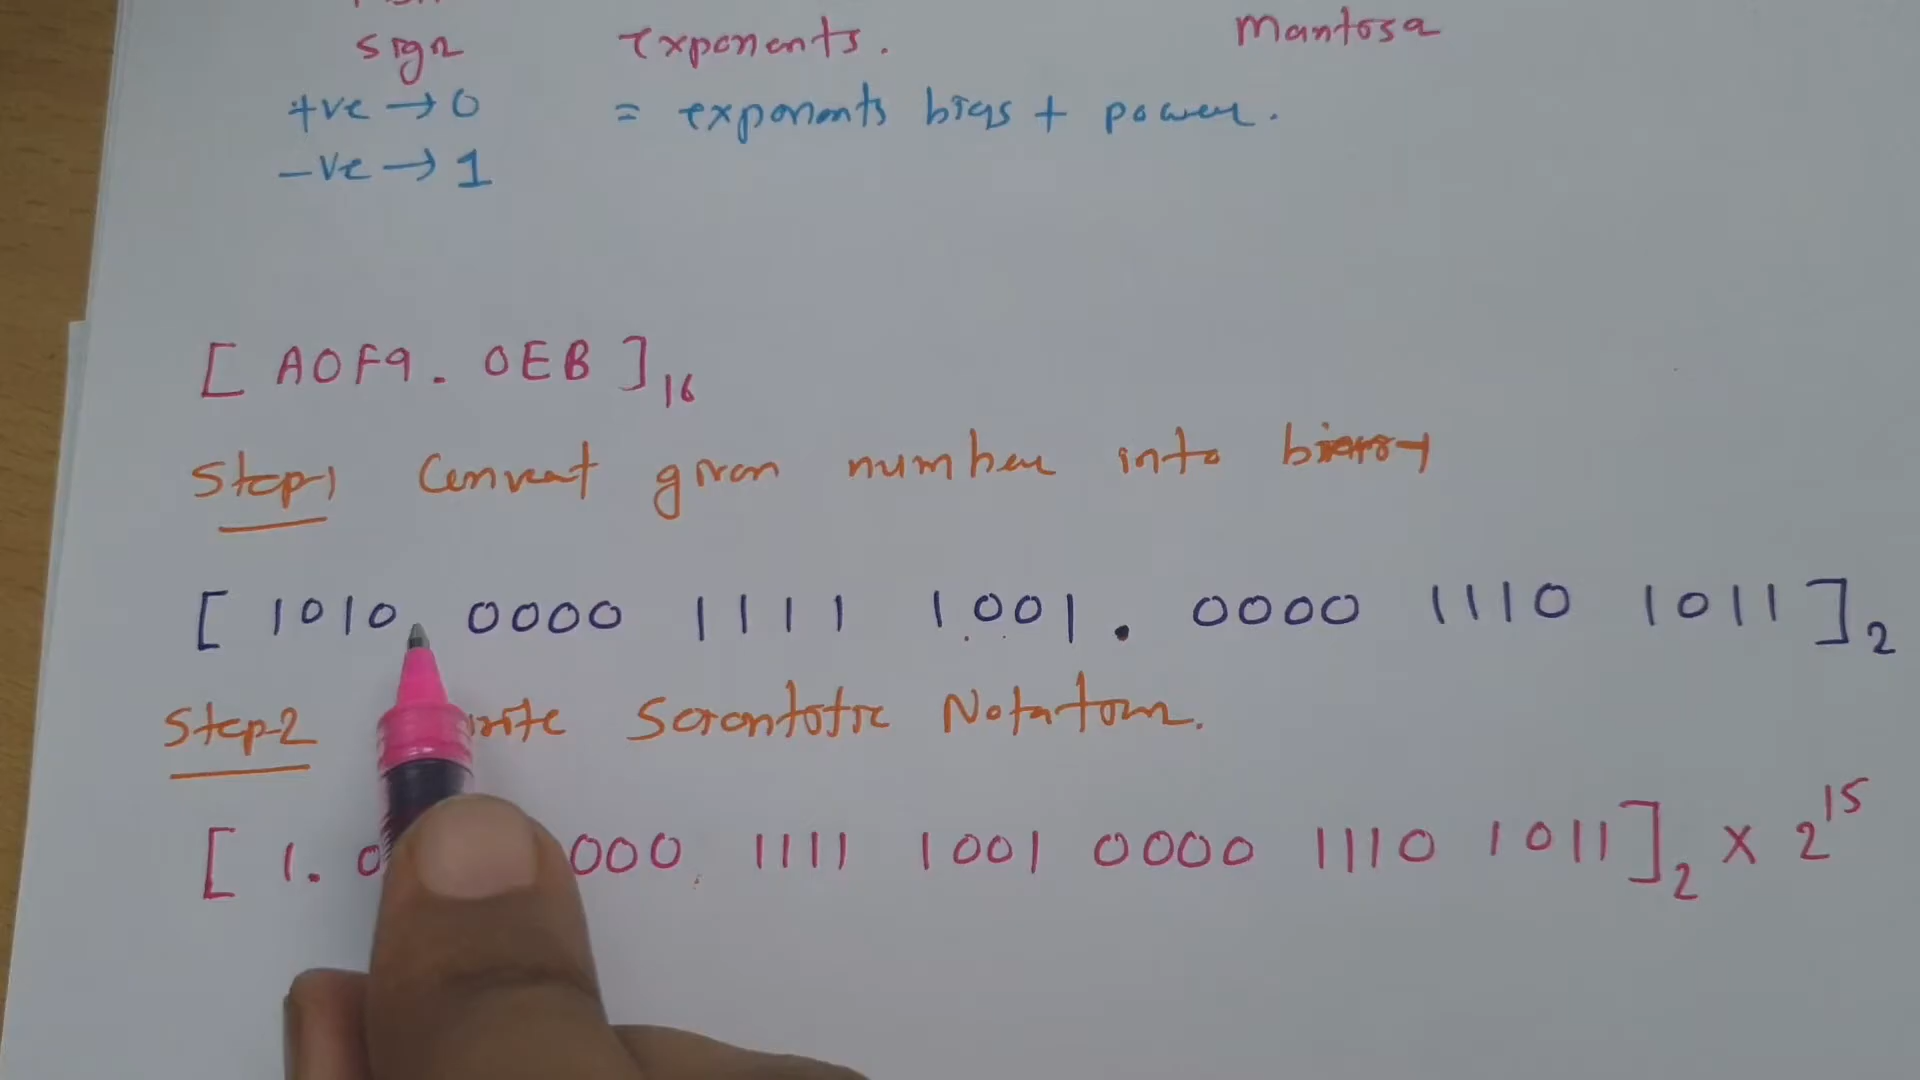 sign exponents. Mantosa
+ve → 0 = exponents bias + power.
-ve → 1
[ A0F9. 0EB ]16
Step-1 Convert given number into binary
[ 1010 0000 1111 1001 . 0000 1110 1011 ]2
Step-2 Scientific Notation.
[ 1. 0 000 1111 1001 0000 1110 1011 ]2 × 2^15